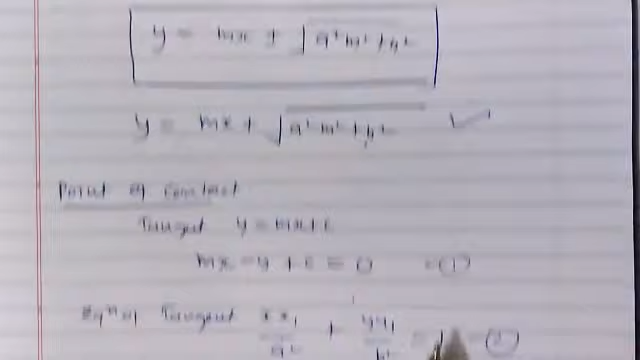 y = mx ± √a²m²+b²
y = mx + √a²m²+b² ✓
Point of contact
Tangent y = mx+c
mx - y + c = 0 -(1)
Eqⁿ of Tangent xx₁/a² + yy₁/b² = 1 -(2)